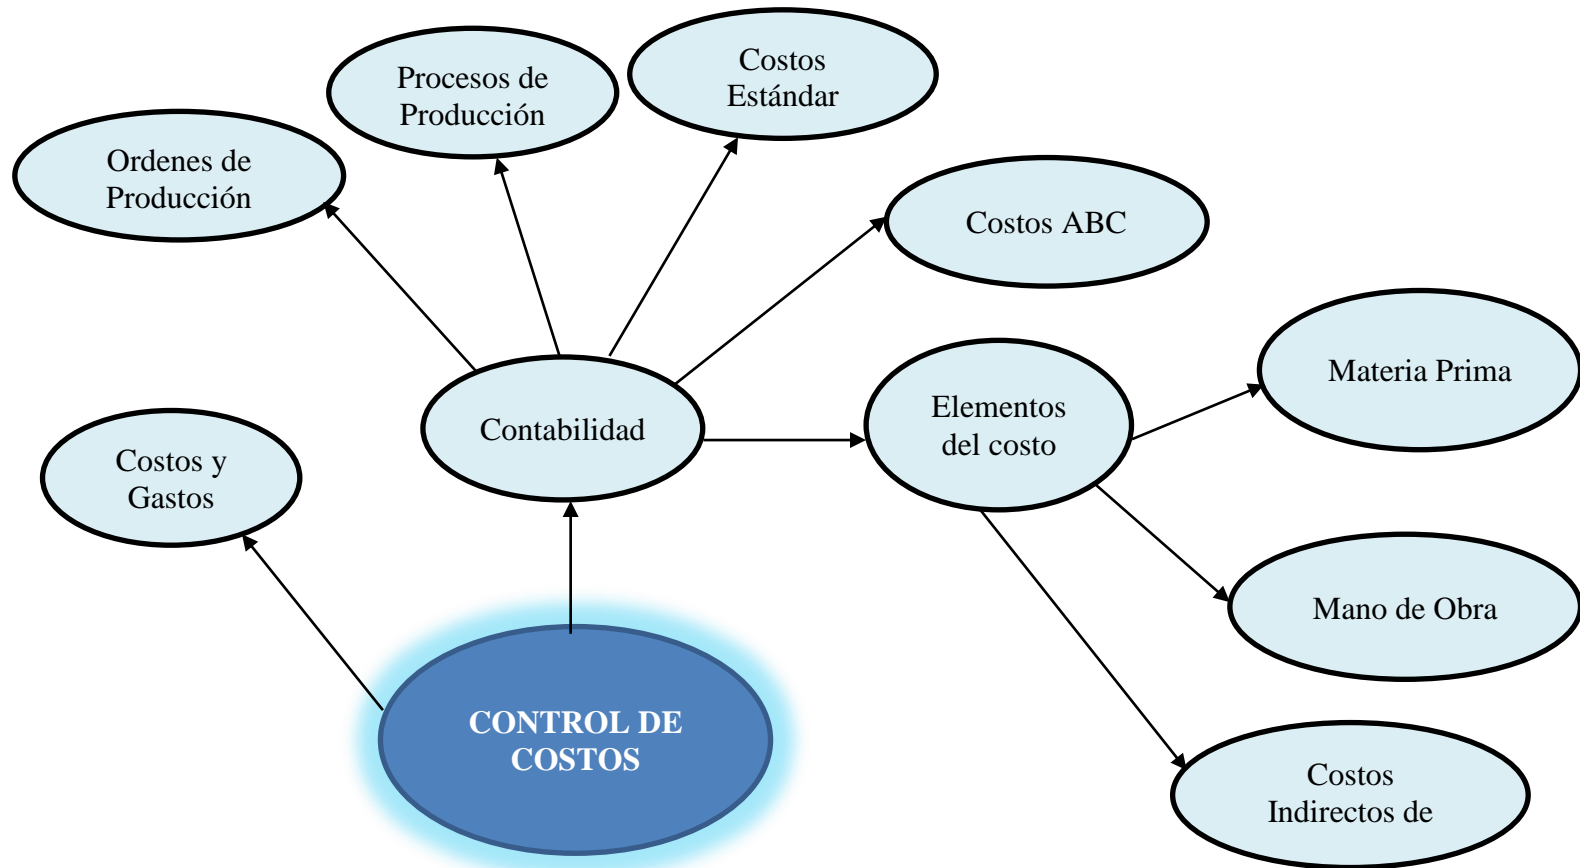 Costos
Estándar
Procesos de
Producción
Ordenes de
Producción
Costos ABC
Materia Prima
Elementos
del costo
Contabilidad
Costos y
Gastos
Mano de Obra
CONTROL DE
COSTOS
Costos
Indirectos de